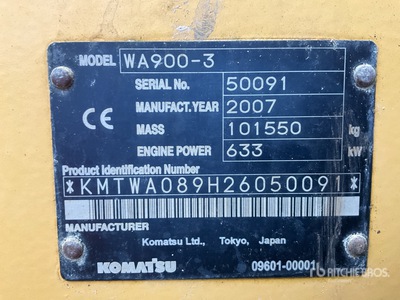 MODEL WA900-3
SERIAL No. 50091
MANUFACT.YEAR 2007
MASS 101550 kg
CE
ENGINE POWER 633 kW
Product Identification Number
*KMTWA089H26050091*
MANUFACTURER
Komatsu Ltd., Tokyo, Japan
KOMATSU 09601-00001
RITCHIE BROS.